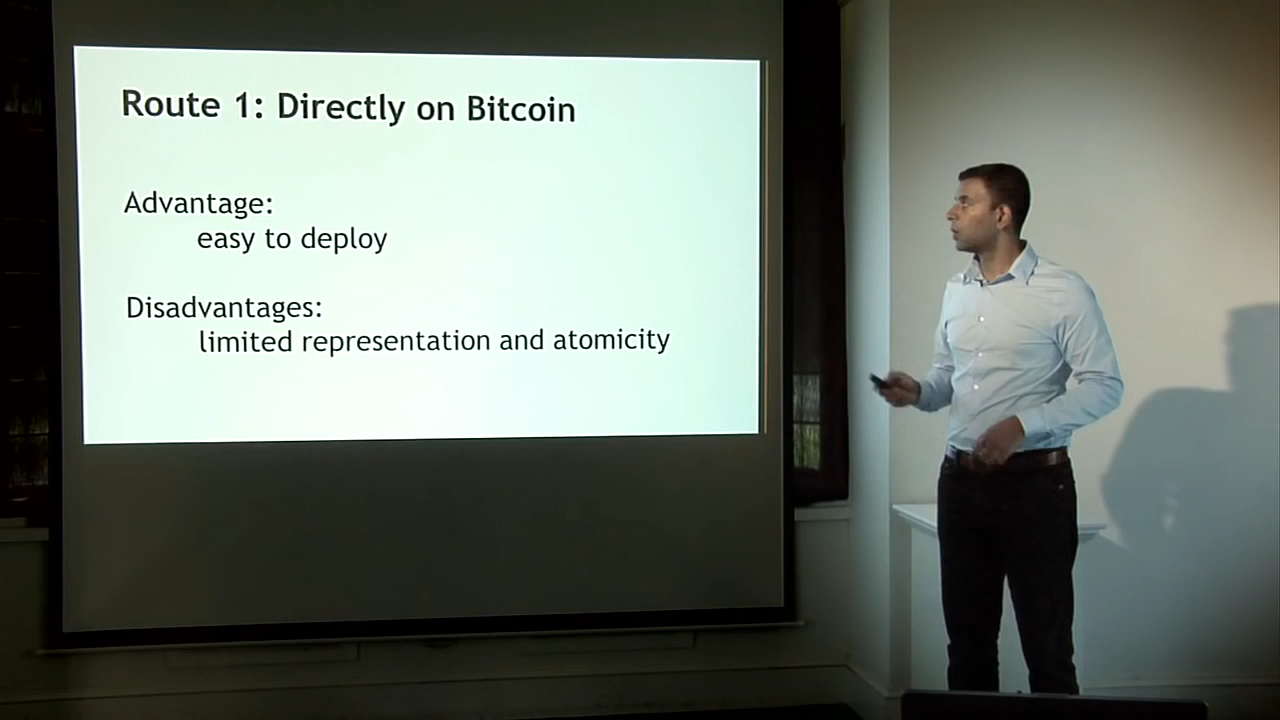 Route 1: Directly on Bitcoin
Advantage:
easy to deploy
Disadvantages:
limited representation and atomicity